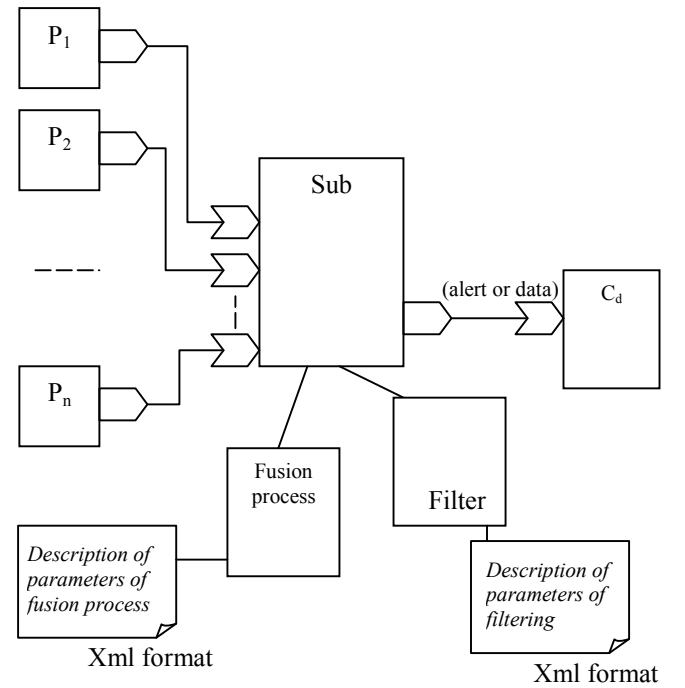 P1
P2
Sub
(alert or data)
Cd
Pn
Fusion
process
Filter
Description of
parameters of
fusion process
Description of
parameters of
filtering
Xml format
Xml format